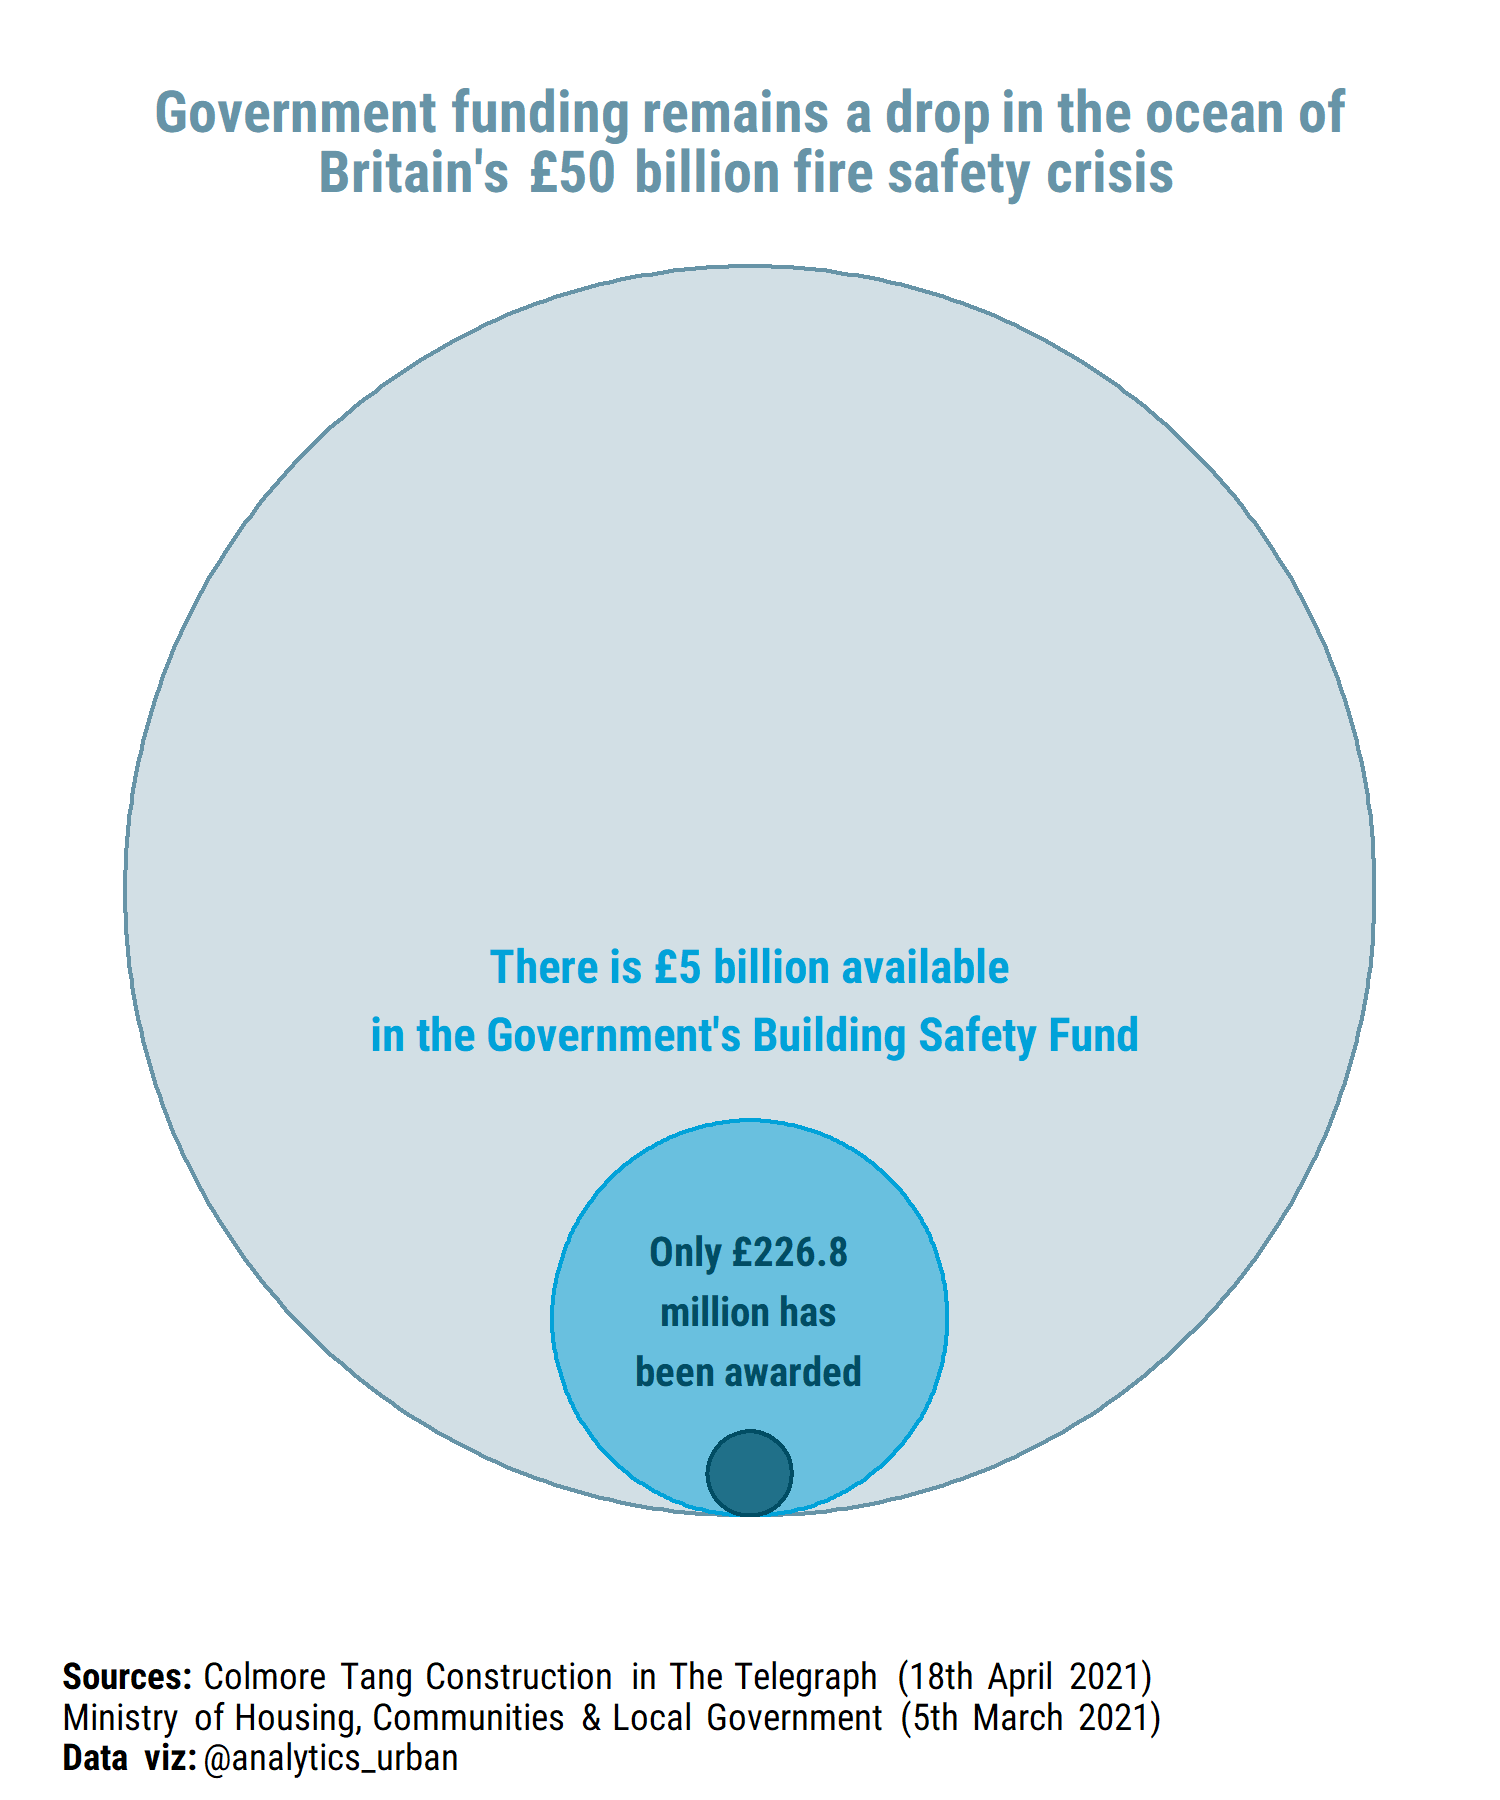 Government funding remains a drop in the ocean of
Britain's £50 billion fire safety crisis
There is £5 billion available
in the Government's Building Safety Fund
Only £226.8
million has
been awarded
Sources: Colmore Tang Construction in The Telegraph (18th April 2021)
Ministry of Housing, Communities & Local Government (5th March 2021)
Data viz: @analytics_urban